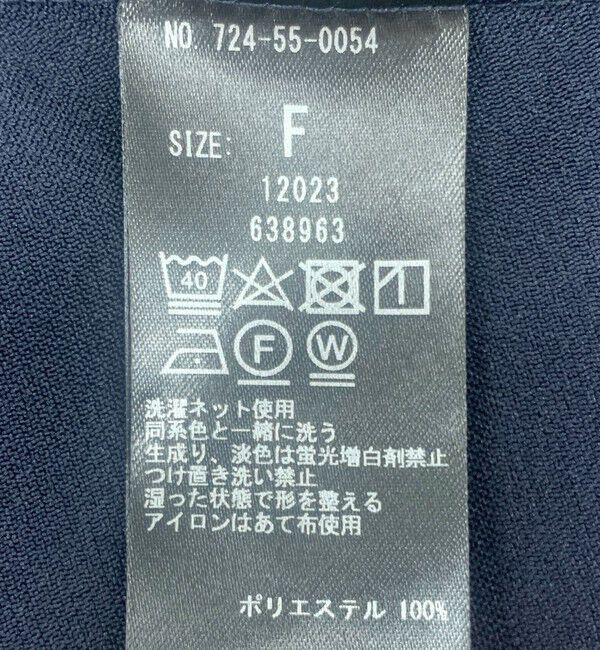 NO. 724-55-0054
SIZE: F
12023
638963
40
F W
洗濯ネット使用
同系色と一緒に洗う
生成り、淡色は蛍光増白剤禁止
つけ置き洗い禁止
湿った状態で形を整える
アイロンはあて布使用
ポリエステル 100%